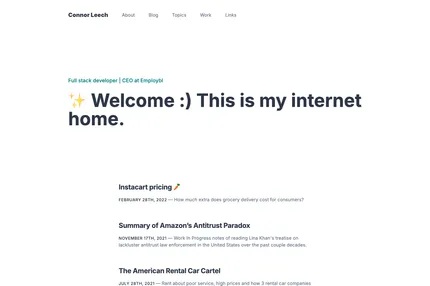 Connor Leech About Blog Topics Work Links
Full stack developer | CEO at Employbl
✨ Welcome :) This is my internet
home.
Instacart pricing 🥕
FEBRUARY 28TH, 2022 — How much extra does grocery delivery cost for consumers?
Summary of Amazon's Antitrust Paradox
NOVEMBER 17TH, 2021 — Work in Progress notes of reading Lina Khan's treatise on
lackluster antitrust law enforcement in the United States over the past couple decades.
The American Rental Car Cartel
JULY 28TH, 2021 — Rant about poor service, high prices and how 3 rental car companies